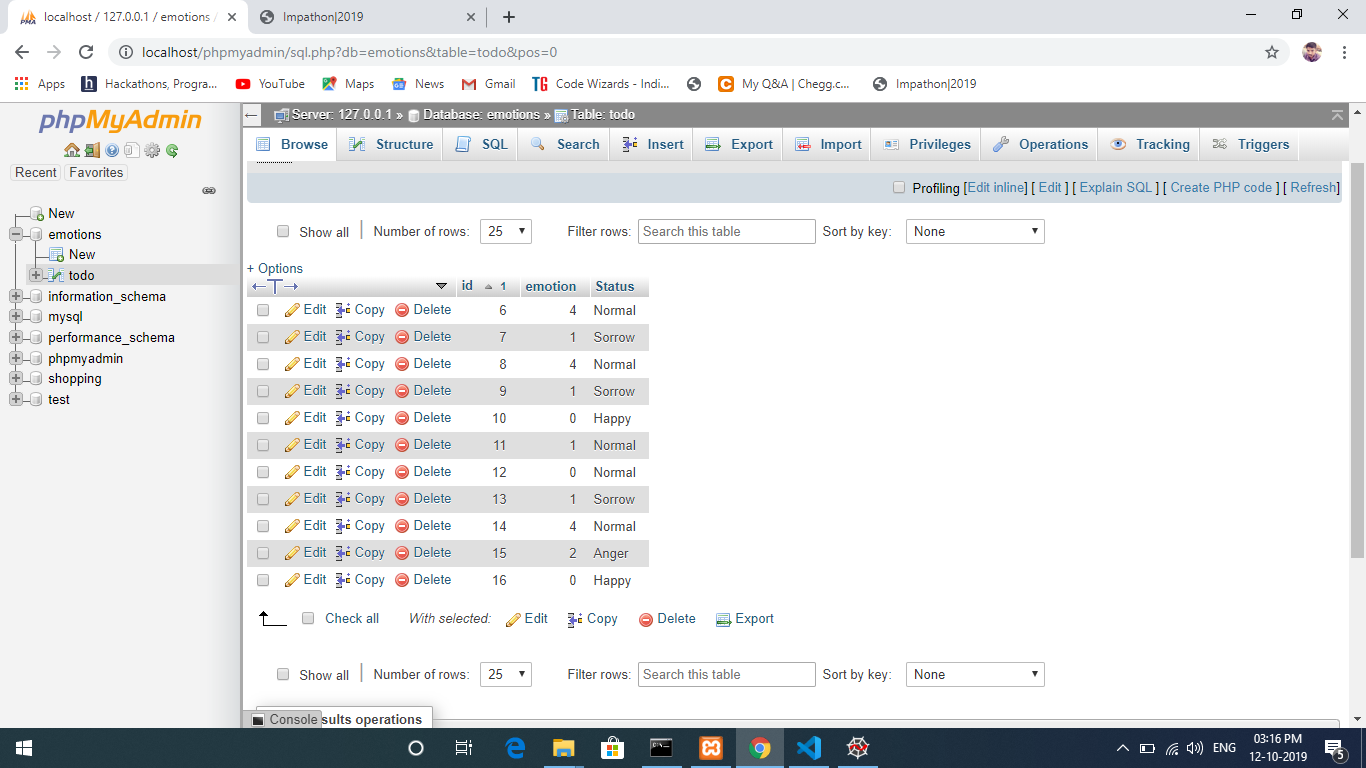 localhost / 127.0.0.1 / emotions /
Impathon|2019
localhost/phpmyadmin/sql.php?db=emotions&table=todo&pos=0
Apps Hackathons, Progra... YouTube Maps News Gmail Code Wizards - Indi... My Q&A | Chegg.c... Impathon|2019
phpMyAdmin
Recent Favorites
New
emotions
New
todo
information_schema
mysql
performance_schema
phpmyadmin
shopping
test
Server: 127.0.0.1 » Database: emotions » Table: todo
Browse Structure SQL Search Insert Export Import Privileges Operations Tracking Triggers
Profiling [Edit inline] [ Edit ] [ Explain SQL ] [ Create PHP code ] [ Refresh]
Show all Number of rows: 25 Filter rows: Search this table Sort by key: None
+ Options
id 1 emotion Status
Edit Copy Delete 6 4 Normal
Edit Copy Delete 7 1 Sorrow
Edit Copy Delete 8 4 Normal
Edit Copy Delete 9 1 Sorrow
Edit Copy Delete 10 0 Happy
Edit Copy Delete 11 1 Normal
Edit Copy Delete 12 0 Normal
Edit Copy Delete 13 1 Sorrow
Edit Copy Delete 14 4 Normal
Edit Copy Delete 15 2 Anger
Edit Copy Delete 16 0 Happy
Check all With selected: Edit Copy Delete Export
Show all Number of rows: 25 Filter rows: Search this table Sort by key: None
Console sults operations
ENG 03:16 PM
12-10-2019 5